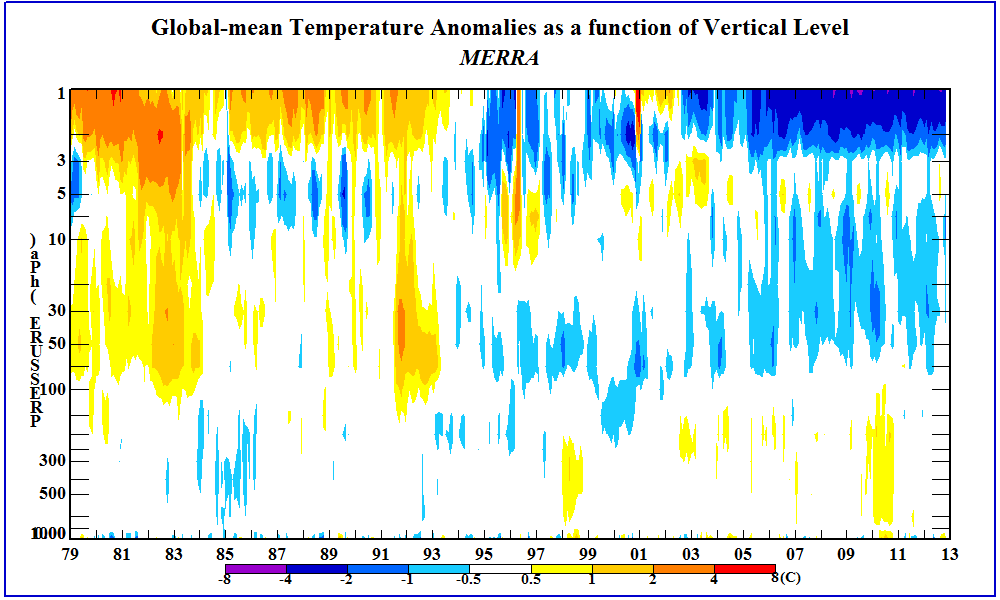 Global-mean Temperature Anomalies as a function of Vertical Level
MERRA
PRESSURE (hPa)
1
3
5
10
30
50
100
300
500
1000
79 81 83 85 87 89 91 93 95 97 99 01 03 05 07 09 11 13
-8 -4 -2 -1 -0.5 0.5 1 2 4 8(C)